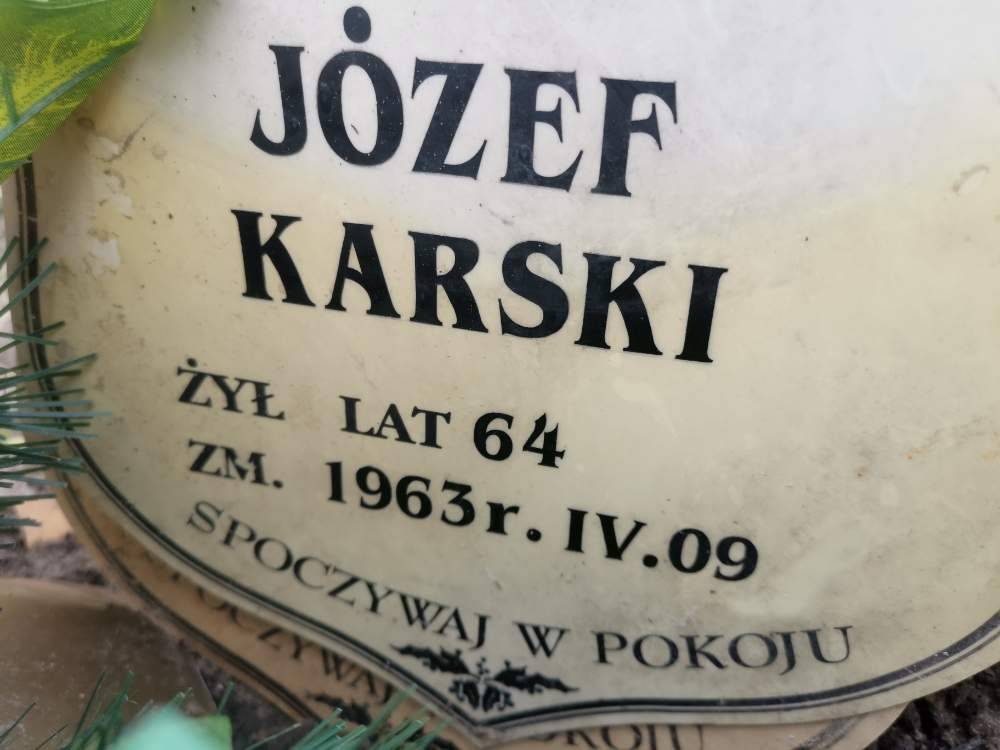 JÓZEF
KARSKI
ŻYŁ LAT 64
ZM. 1963r. IV.09
SPOCZYWAJ W POKOJU